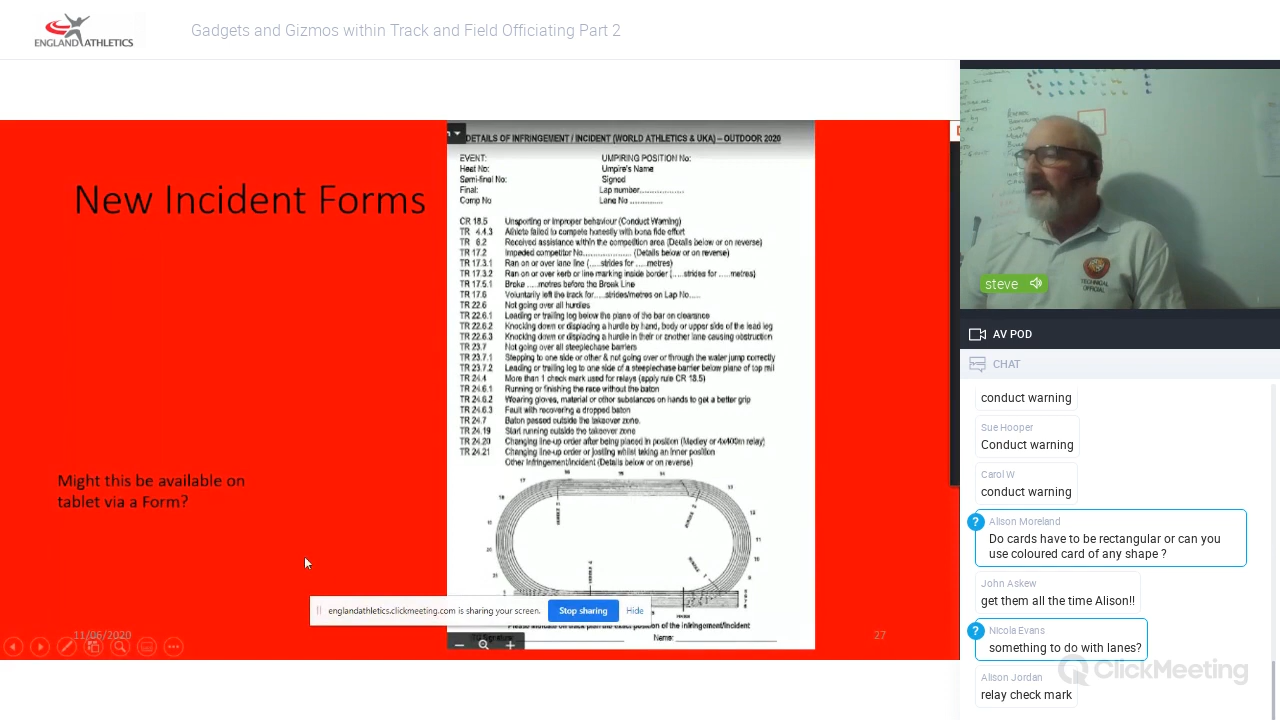 ENGLAND ATHLETICS
Gadgets and Gizmos within Track and Field Officiating Part 2
New Incident Forms
Might this be available on
tablet via a Form?
11/06/2020
27
DETAILS OF INFRINGEMENT / INCIDENT (WORLD ATHLETICS & UKA) – OUTDOOR 2020
EVENT: UMPIRING POSITION No:
Heat No: Umpire's Name
Semi-final No: Signed
Final: Lap number.................
Comp No Lane No .............
CR 18.5 Unsporting or improper behaviour (Conduct Warning)
TR 4.4.3 Athlete failed to compete honestly with bona fide effort
TR 6.2 Received assistance within the competition area (Details below or on reverse)
TR 17.2 Impeded competitor No................... (Details below or on reverse)
TR 17.3.1 Ran on or over lane line (.....strides for .....metres)
TR 17.3.2 Ran on or over kerb or line marking inside border (.....strides for .....metres)
TR 17.5.1 Broke .....metres before the Break Line
TR 17.6 Voluntarily left the track for.....strides/metres on Lap No.....
TR 22.6 Not going over all hurdles
TR 22.6.1 Leading or trailing leg below the plane of the bar on clearance
TR 22.6.2 Knocking down or displacing a hurdle by hand, body or upper side of the lead leg
TR 22.6.3 Knocking down or displacing a hurdle in their or another lane causing obstruction
TR 23.7 Not going over all steeplechase barriers
TR 23.7.1 Stepping to one side or other & not going over or through the water jump correctly
TR 23.7.2 Leading or trailing leg to one side of a steeplechase barrier below plane of top rail
TR 24.4 More than 1 check mark used for relays (apply rule CR 18.5)
TR 24.6.1 Running or finishing the race without the baton
TR 24.6.2 Wearing gloves, material or other substances on hands to get a better grip
TR 24.6.3 Fault with recovering a dropped baton
TR 24.7 Baton passed outside the takeover zone.
TR 24.19 Start running outside the takeover zone
TR 24.20 Changing line-up order after being placed in position (Medley or 4x400m relay)
TR 24.21 Changing line-up order or jostling whilst taking an inner position
Other Infringement/Incident (Details below or on reverse)
englandathletics.clickmeeting.com is sharing your screen.
Stop sharing
Hide
Please indicate on track plan the exact position of the infringement/incident
Name:
TECHNICAL
OFFICIAL
steve
AV POD
CHAT
conduct warning
Sue Hooper
Conduct warning
Carol W
conduct warning
Alison Moreland
Do cards have to be rectangular or can you
use coloured card of any shape ?
John Askew
get them all the time Alison!!
Nicola Evans
something to do with lanes?
Alison Jordan
relay check mark
ClickMeeting